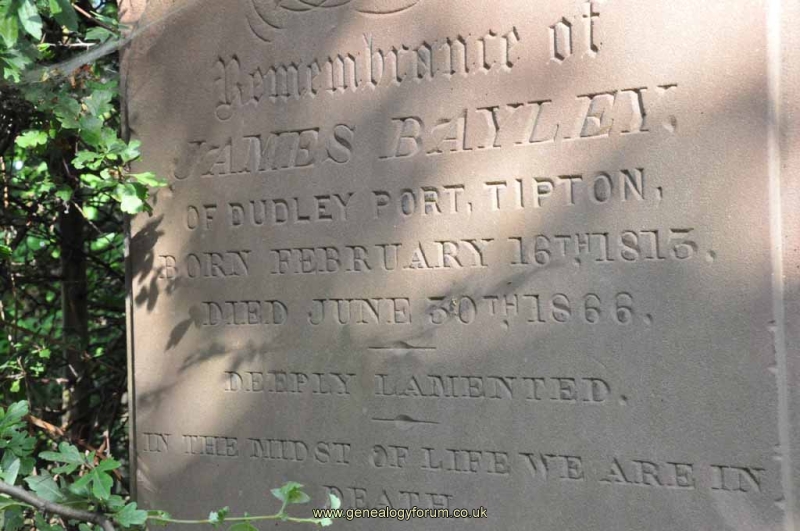 Remembrance of
JAMES BAYLEY,
OF DUDLEY PORT, TIPTON,
BORN FEBRUARY 16TH, 1813.
DIED JUNE 30TH, 1866.
DEEPLY LAMENTED.
IN THE MIDST OF LIFE WE ARE IN
DEATH
www.genealogyforum.co.uk